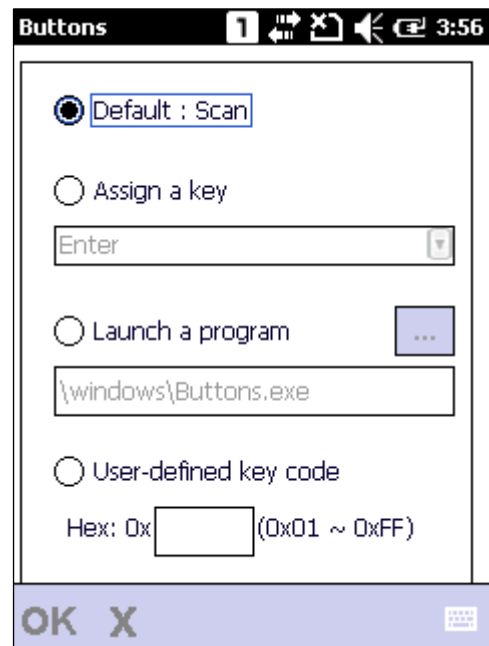 Buttons 1 3:56
Default : Scan
Assign a key
Enter
Launch a program ...
\windows\Buttons.exe
User-defined key code
Hex: 0x (0x01 ~ 0xFF)
OK X